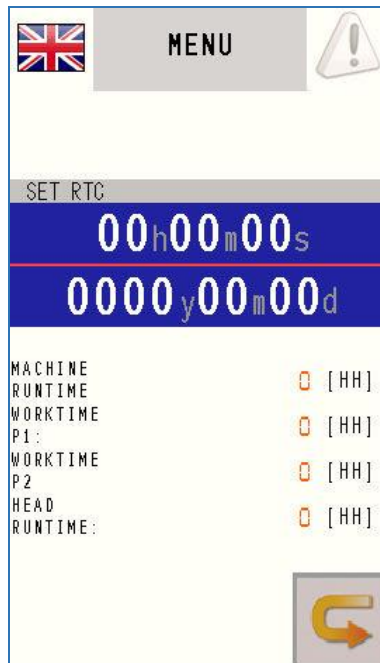 MENU
SET RTC
00h00m00s
0000y00m00d
MACHINE
RUNTIME
0 [HH]
WORKTIME
P1:
0 [HH]
WORKTIME
P2
0 [HH]
HEAD
RUNTIME:
0 [HH]